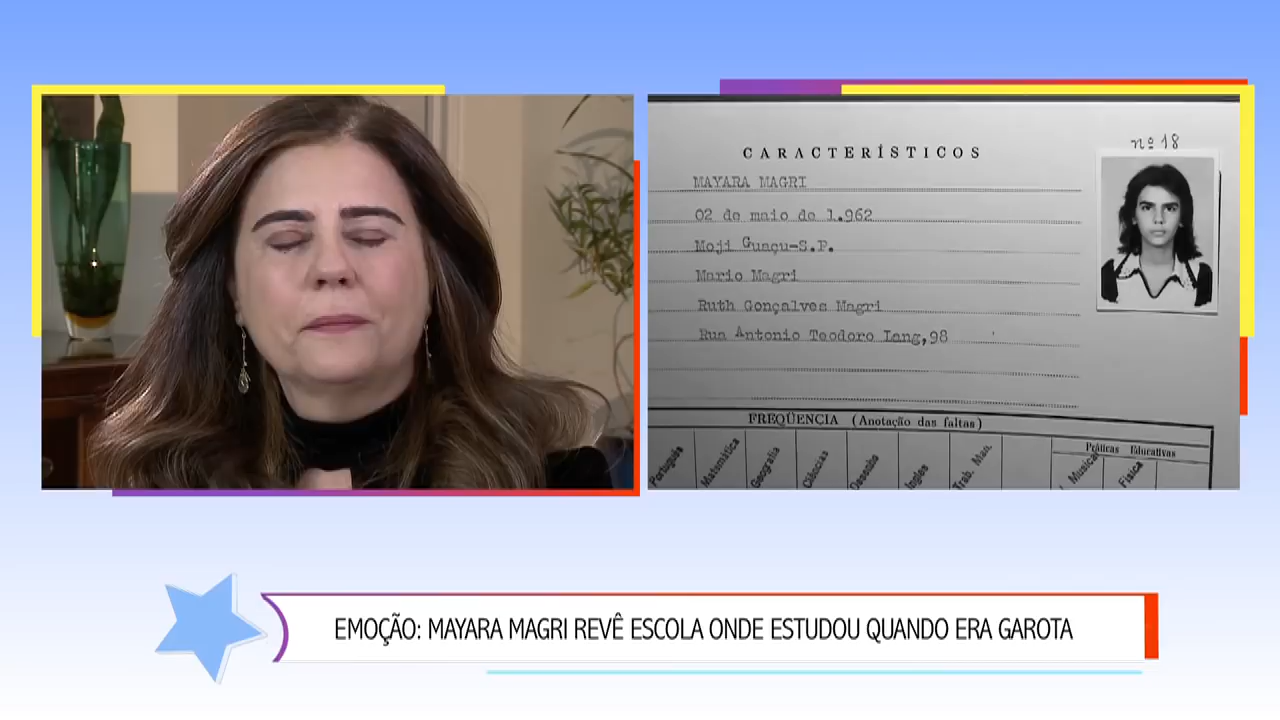 nº 18
CARACTERÍSTICOS
MAYARA MAGRI
02 de maio de 1.962
Moji Guaçu-S.P.
Mario Magri
Ruth Gonçalves Magri
Rua Antonio Teodoro Lang,98
FREQÜENCIA (Anotação das faltas)
Práticas Educativas
Português
Matemática
Geografia
Ciências
Desenho
Ingles
Trab. Man.
Musical
Física
EMOÇÃO: MAYARA MAGRI REVÊ ESCOLA ONDE ESTUDOU QUANDO ERA GAROTA